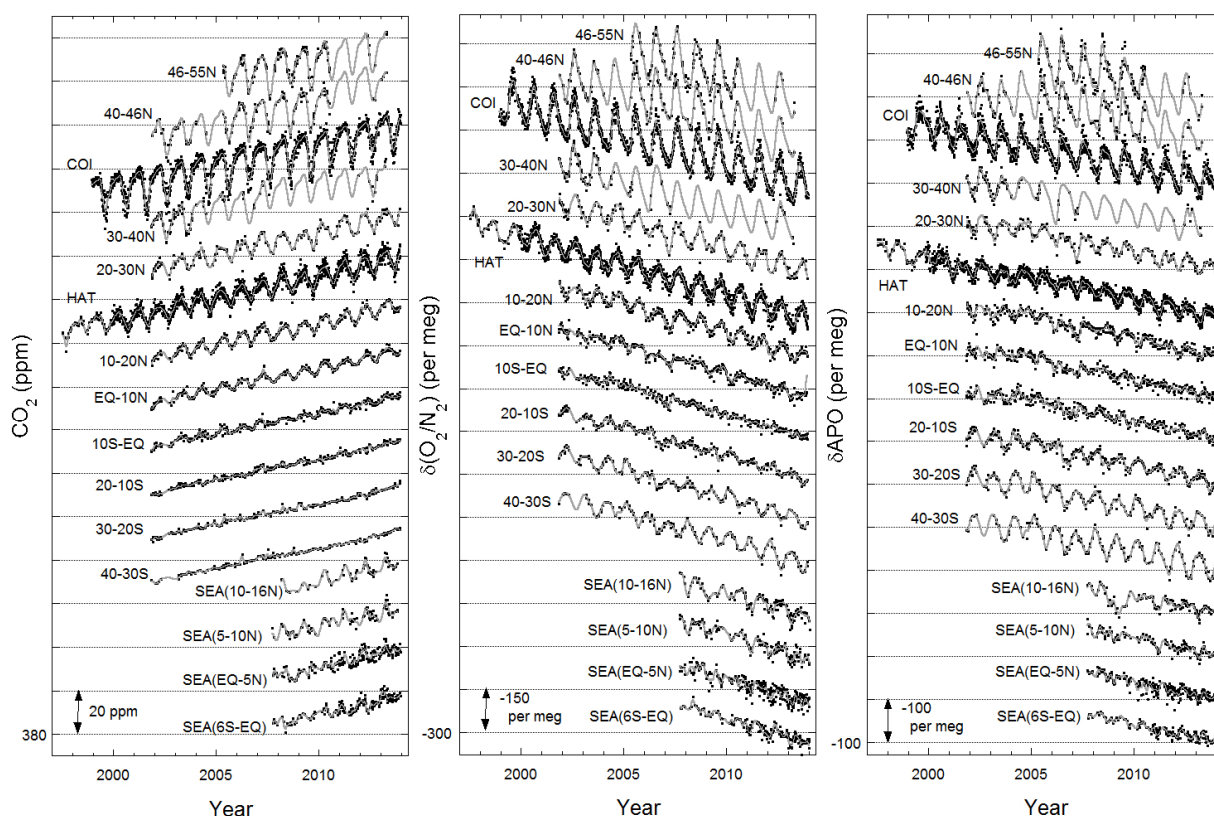 CO2 (ppm)
46-55N
40-46N
COI
30-40N
20-30N
HAT
10-20N
EQ-10N
10S-EQ
20-10S
30-20S
40-30S
SEA(10-16N)
SEA(5-10N)
SEA(EQ-5N)
20 ppm
SEA(6S-EQ)
380
2000 2005 2010
Year
δ(O2/N2) (per meg)
46-55N
40-46N
COI
30-40N
20-30N
HAT
10-20N
EQ-10N
10S-EQ
20-10S
30-20S
40-30S
SEA(10-16N)
SEA(5-10N)
SEA(EQ-5N)
-150
per meg
SEA(6S-EQ)
-300
2000 2005 2010
Year
δAPO (per meg)
46-55N
40-46N
COI
30-40N
20-30N
HAT
10-20N
EQ-10N
10S-EQ
20-10S
30-20S
40-30S
SEA(10-16N)
SEA(5-10N)
SEA(EQ-5N)
-100
per meg
SEA(6S-EQ)
-100
2000 2005 2010
Year